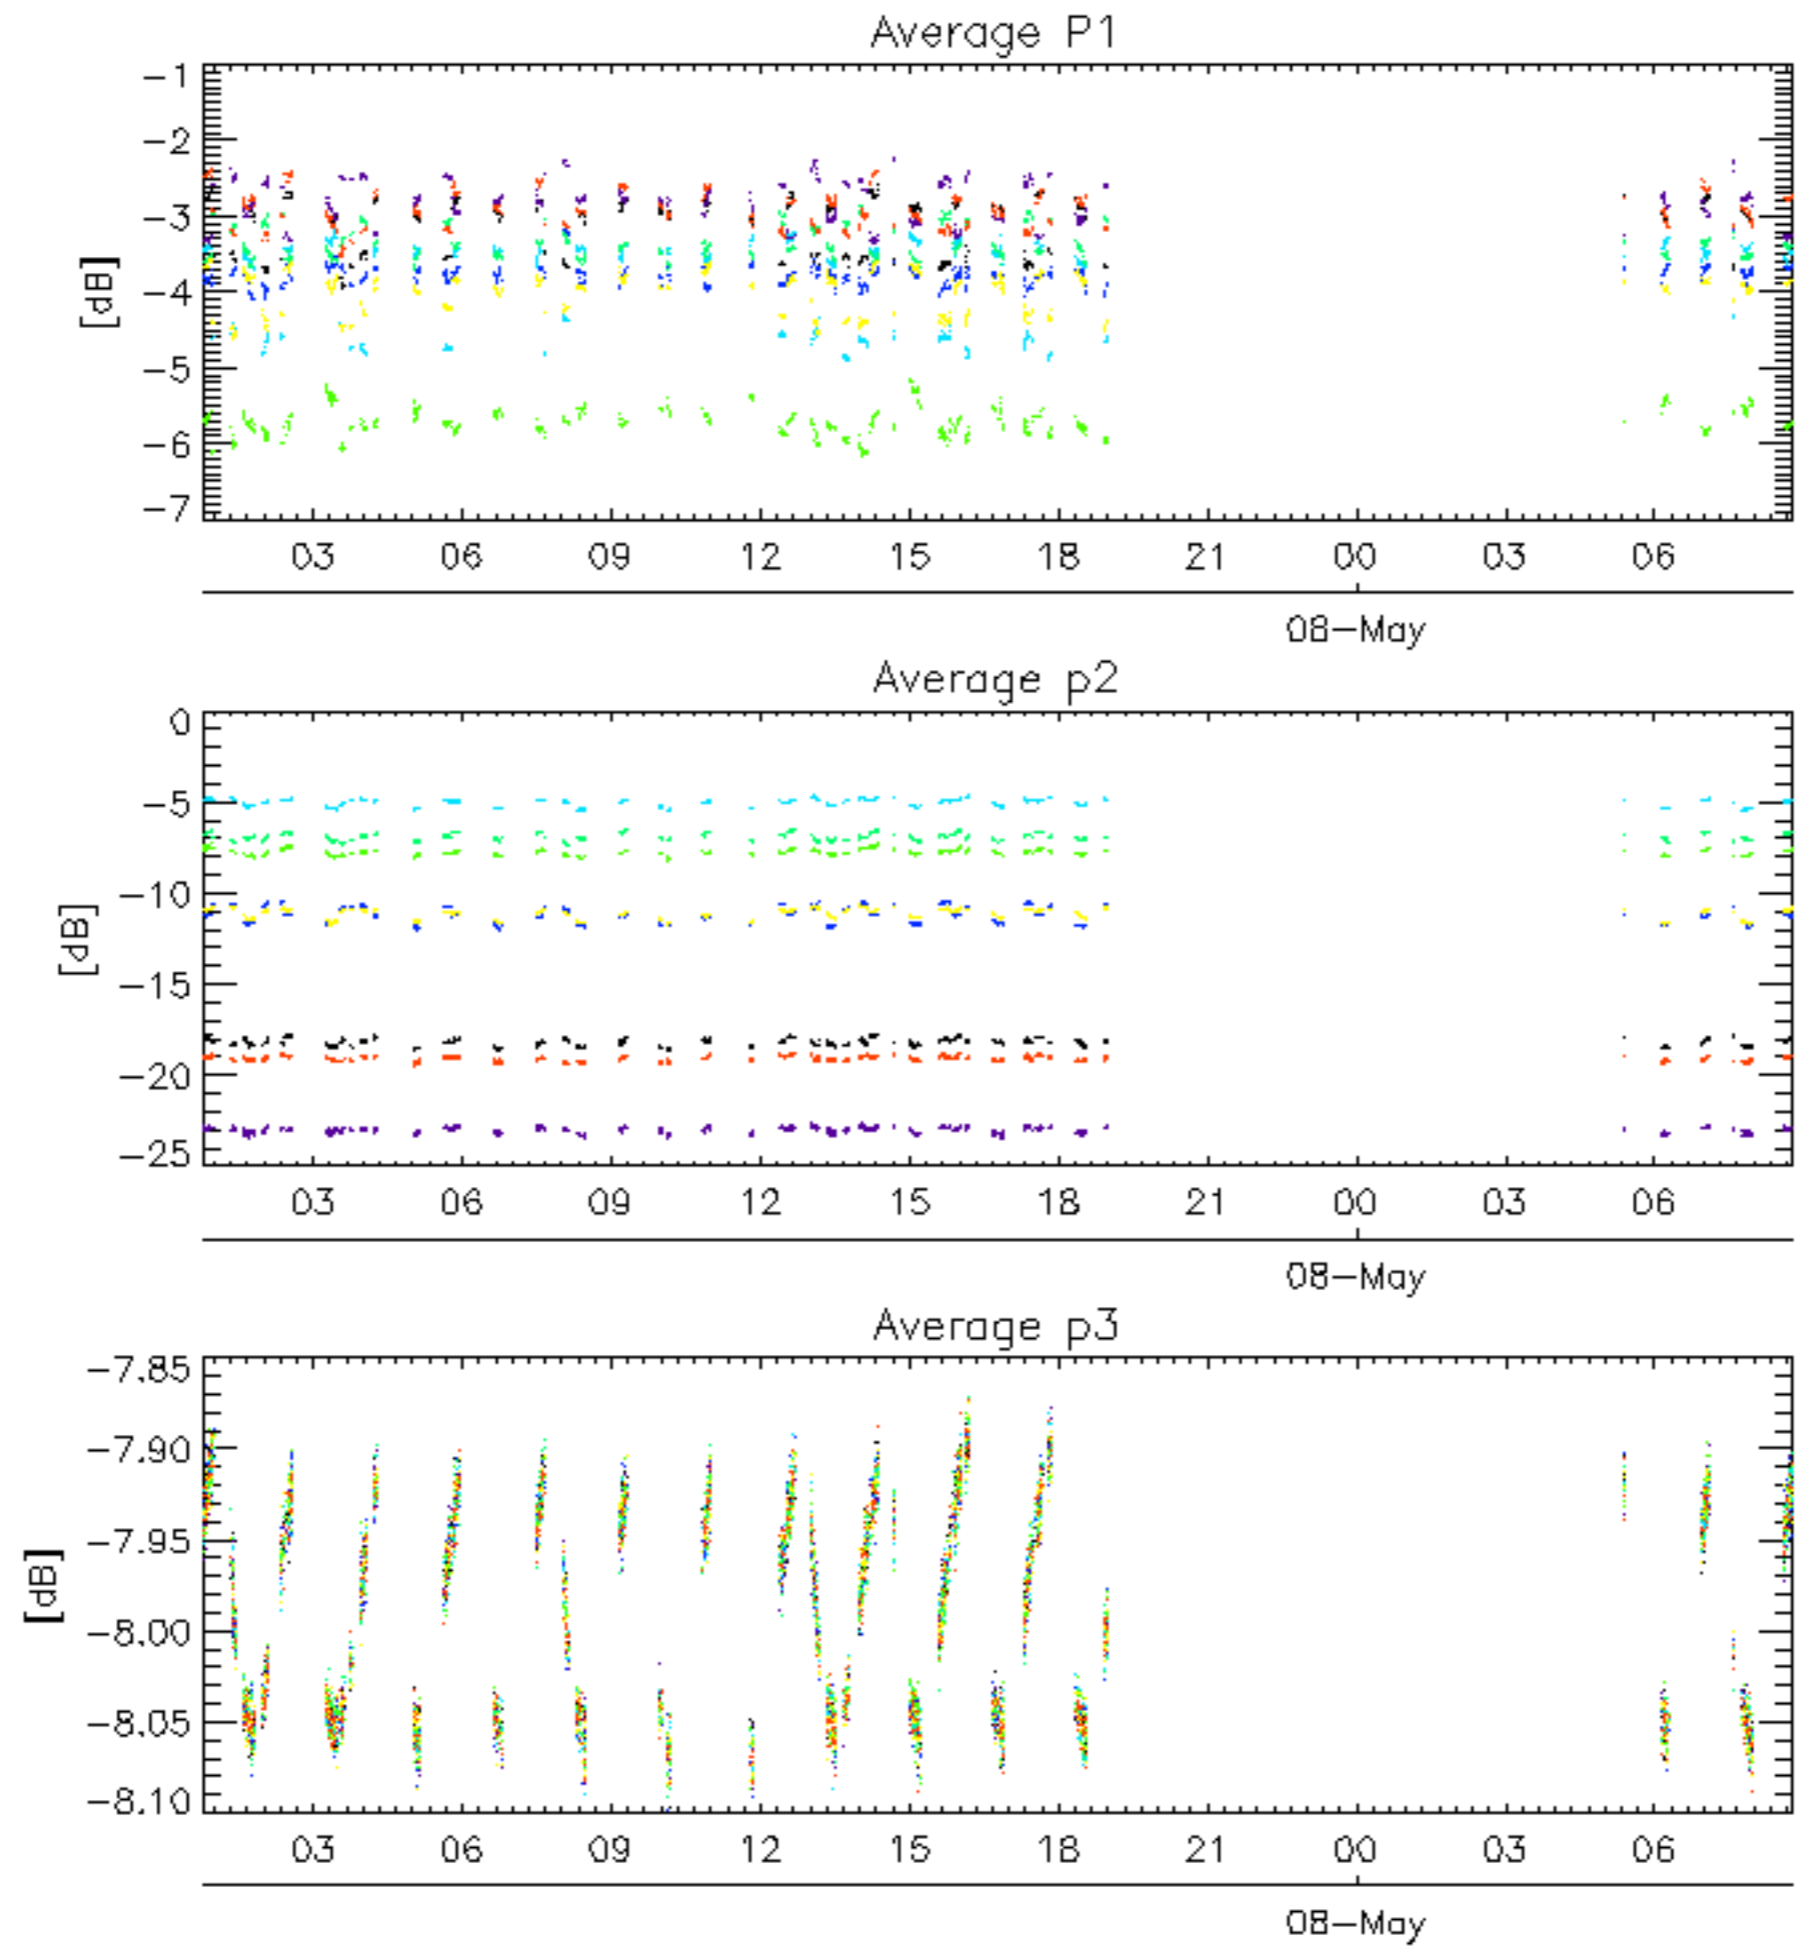 Average P1
−1
−2
−3
−4
−5
−6
−7
[dB]
03 06 09 12 15 18 21 00 03 06
08−May
Average p2
0
−5
−10
−15
−20
−25
[dB]
03 06 09 12 15 18 21 00 03 06
08−May
Average p3
−7.85
−7.90
−7.95
−8.00
−8.05
−8.10
[dB]
03 06 09 12 15 18 21 00 03 06
08−May